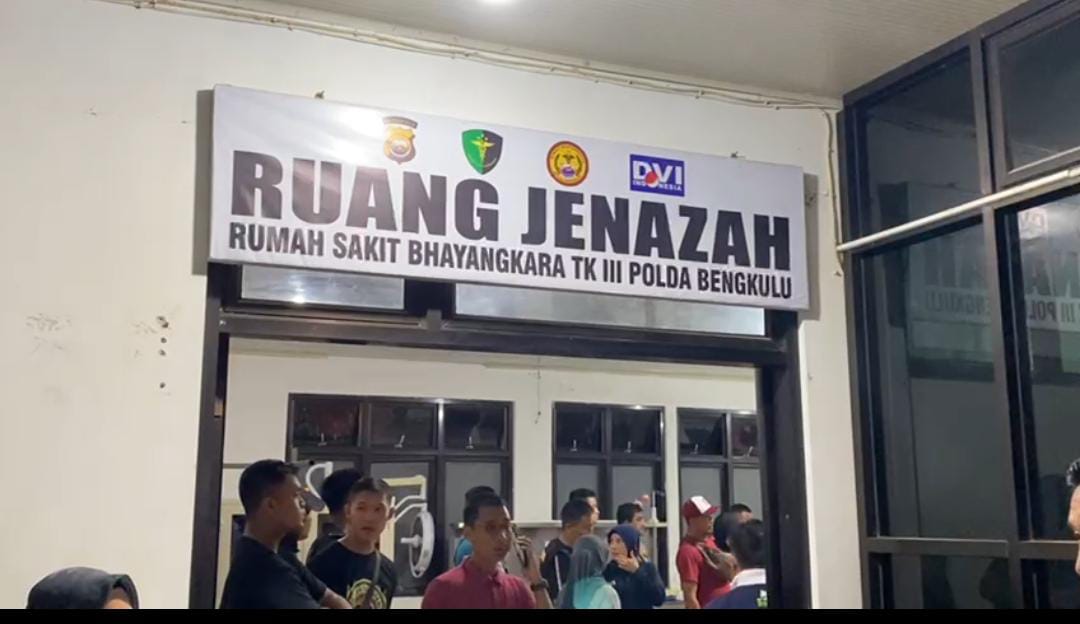 DVI
INDONESIA
RUANG JENAZAH
RUMAH SAKIT BHAYANGKARA TK III POLDA BENGKULU